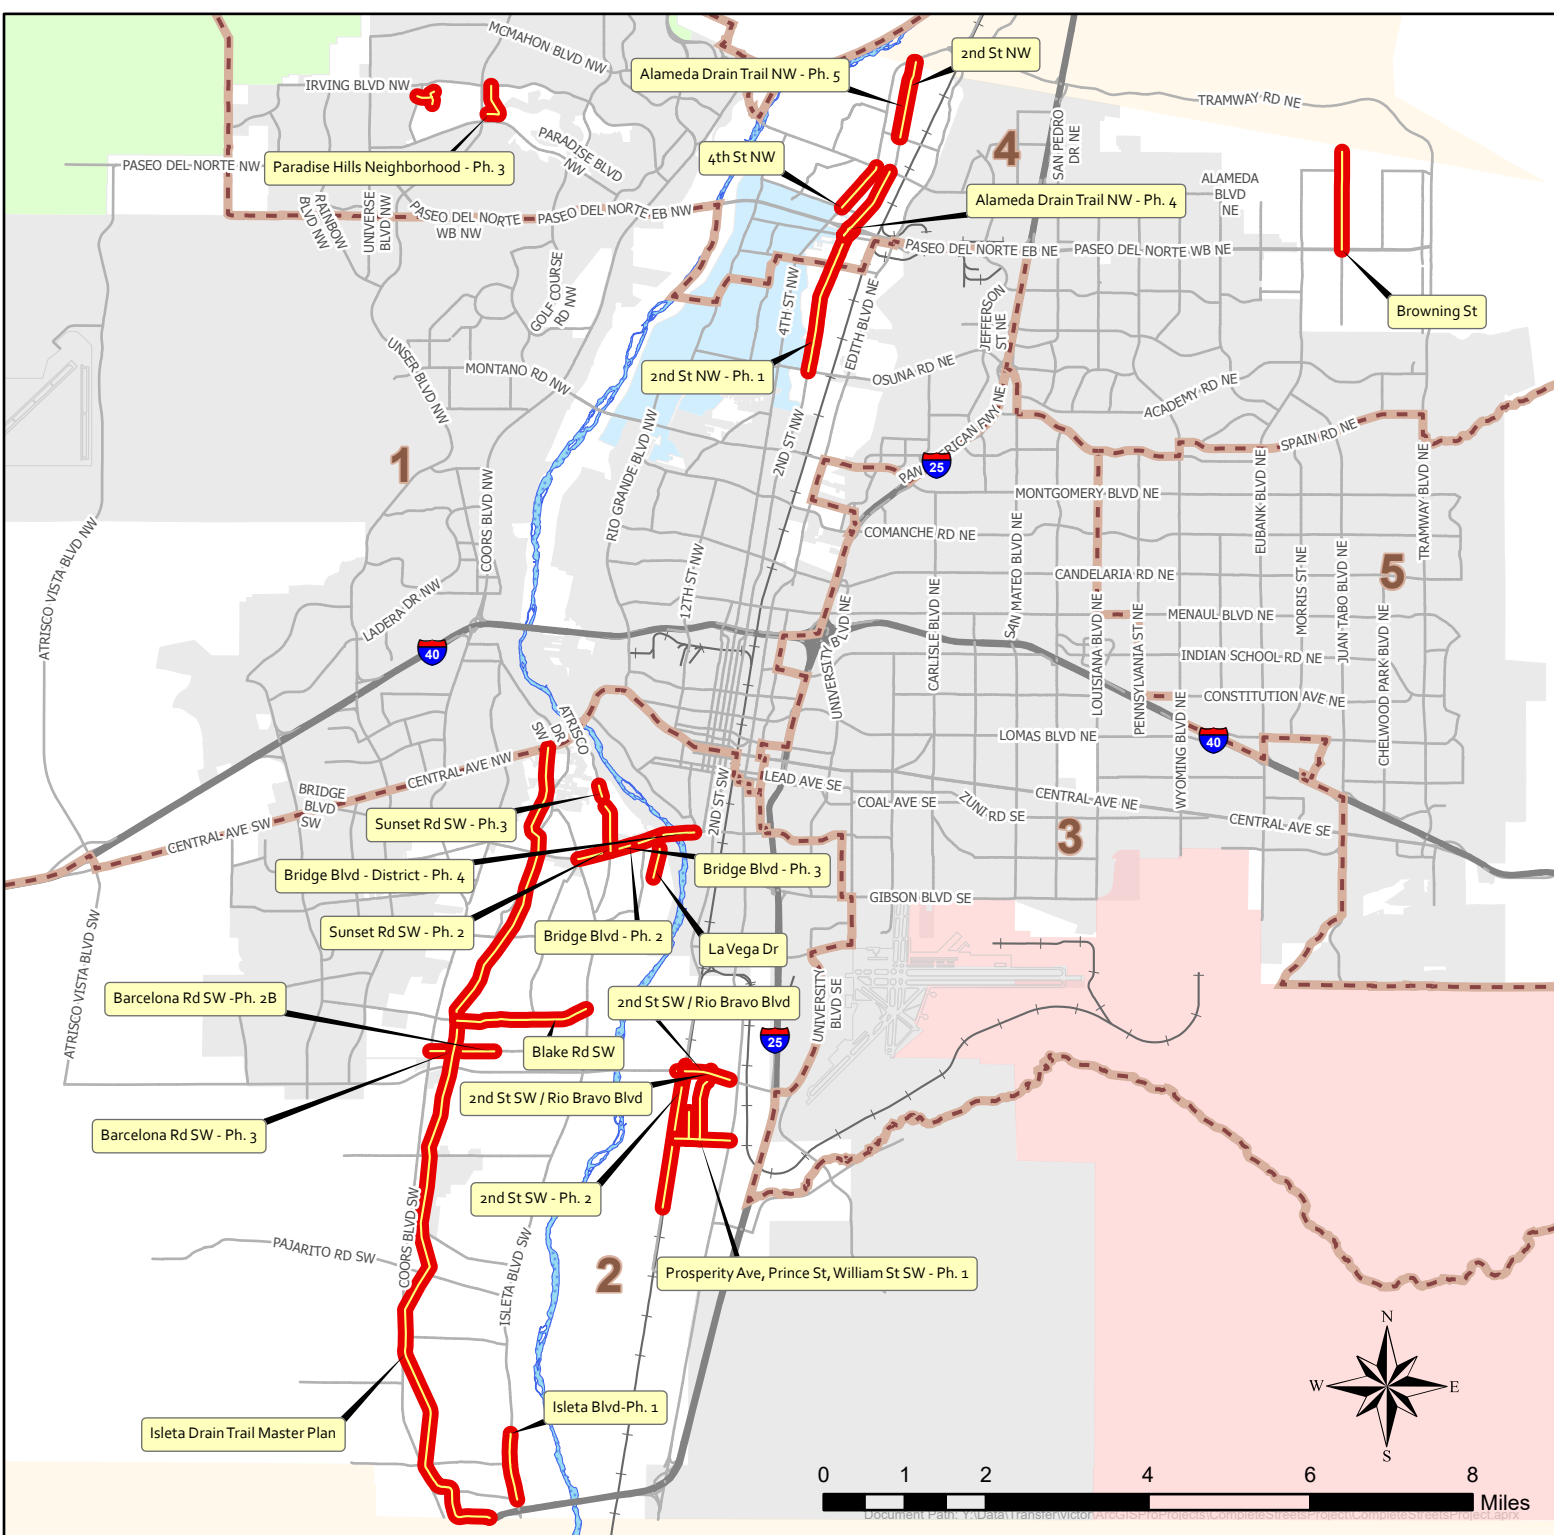 MCMAHON BLVD NW
2nd St NW
Alameda Drain Trail NW - Ph. 5
IRVING BLVD NW
TRAMWAY RD NE
SAN PEDRO
DR NE
4
PARADISE BLVD
NW
4th St NW
PASEO DEL NORTE NW
Paradise Hills Neighborhood - Ph. 3
ALAMEDA
BLVD
NE
Alameda Drain Trail NW - Ph. 4
RAINBOW
BLVD NW
UNIVERSE
BLVD NW
PASEO DEL NORTE
WB NW
PASEO DEL NORTE EB NW
PASEO DEL NORTE EB NE
PASEO DEL NORTE WB NE
GOLF COURSE
RD NW
4TH ST NW
EDITH BLVD NE
JEFFERSON
ST NE
Browning St
UNSER BLVD NW
MONTANO RD NW
2nd St NW - Ph. 1
OSUNA RD NE
ACADEMY RD NE
RIO GRANDE BLVD NW
2ND ST NW
PAN AMERICAN FWY NE
SPAIN RD NE
1
25
COORS BLVD NW
MONTGOMERY BLVD NE
EUBANK BLVD NE
TRAMWAY BLVD NE
COMANCHE RD NE
ATRISCO VISTA BLVD NW
12TH ST NW
SAN MATEO BLVD NE
CANDELARIA RD NE
MORRIS ST NE
JUAN TABO BLVD NE
5
LADERA DR NW
40
UNIVERSITY BLVD NE
CARLISLE BLVD NE
LOUISIANA BLVD NE
PENNSYLVANIA ST NE
MENAUL BLVD NE
INDIAN SCHOOL RD NE
CHELWOOD PARK BLVD NE
CONSTITUTION AVE NE
WYOMING BLVD NE
ATRISCO
DR
SW
LOMAS BLVD NE
40
CENTRAL AVE NW
LEAD AVE SE
BRIDGE
BLVD
SW
2ND ST SW
COAL AVE SE
ZUNI RD SE
CENTRAL AVE NE
CENTRAL AVE SE
Sunset Rd SW - Ph.3
CENTRAL AVE SW
3
Bridge Blvd - District - Ph. 4
Bridge Blvd - Ph. 3
GIBSON BLVD SE
Sunset Rd SW - Ph. 2
Bridge Blvd - Ph. 2
La Vega Dr
ATRISCO VISTA BLVD SW
Barcelona Rd SW -Ph. 2B
2nd St SW / Rio Bravo Blvd
UNIVERSITY
BLVD SE
Blake Rd SW
25
2nd St SW / Rio Bravo Blvd
Barcelona Rd SW - Ph. 3
2nd St SW - Ph. 2
COORS BLVD SW
PAJARITO RD SW
ISLETA BLVD SW
2
Prosperity Ave, Prince St, William St SW - Ph. 1
N
W
E
S
Isleta Blvd-Ph. 1
Isleta Drain Trail Master Plan
0 1 2 4 6 8
Miles
Document Path: Y:\Data\Transfer\victor\ArcGISProProjects\CompleteStreetsProject\CompleteStreetsProject.aprx